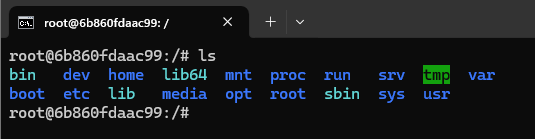 root@6b860fdaac99: /
root@6b860fdaac99:/# ls
bin dev home lib64 mnt proc run srv tmp var
boot etc lib media opt root sbin sys usr
root@6b860fdaac99:/#